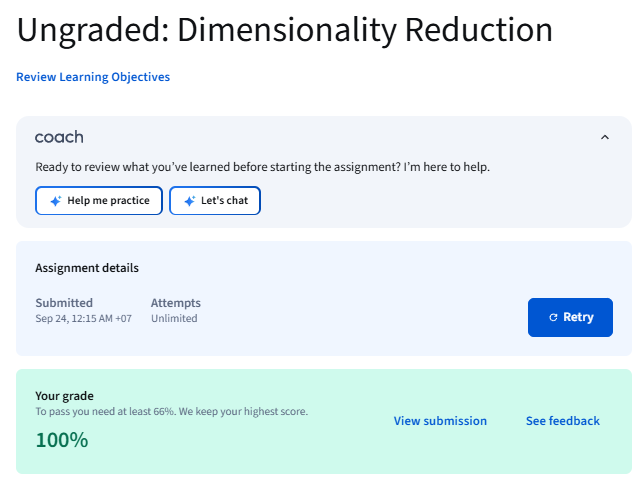 Ungraded: Dimensionality Reduction
Review Learning Objectives
coach
Ready to review what you've learned before starting the assignment? I'm here to help.
Help me practice
Let's chat
Assignment details
Submitted
Sep 24, 12:15 AM +07
Attempts
Unlimited
Retry
Your grade
To pass you need at least 66%. We keep your highest score.
100%
View submission
See feedback